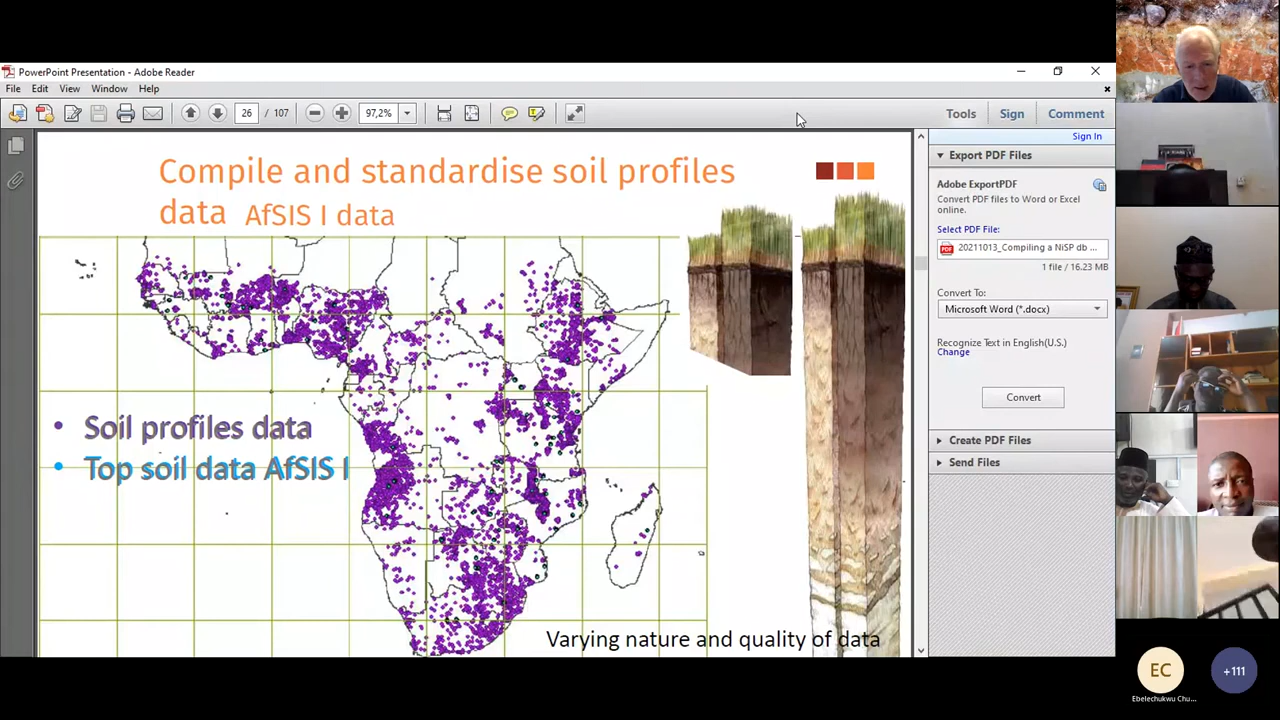 PowerPoint Presentation - Adobe Reader
File Edit View Window Help
26 / 107
97,2%
Tools Sign Comment
Sign In
Compile and standardise soil profiles
data AfSIS I data
• Soil profiles data
• Top soil data AfSIS I
Varying nature and quality of data
Export PDF Files
Adobe ExportPDF
Convert PDF files to Word or Excel
online.
Select PDF File:
20211013_Compiling a NiSP db ...
1 file / 16.23 MB
Convert To:
Microsoft Word (*.docx)
Recognize Text in English(U.S.)
Change
Convert
Create PDF Files
Send Files
EC
Ebelechukwu Chu...
+111